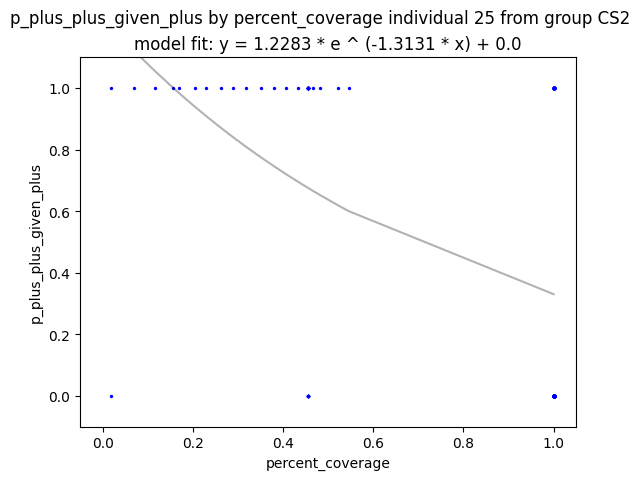 p_plus_plus_given_plus by percent_coverage individual 25 from group CS2
model fit: y = 1.2283 * e ^ (-1.3131 * x) + 0.0
1.0
0.8
0.6
0.4
0.2
0.0
p_plus_plus_given_plus
0.0 0.2 0.4 0.6 0.8 1.0
percent_coverage